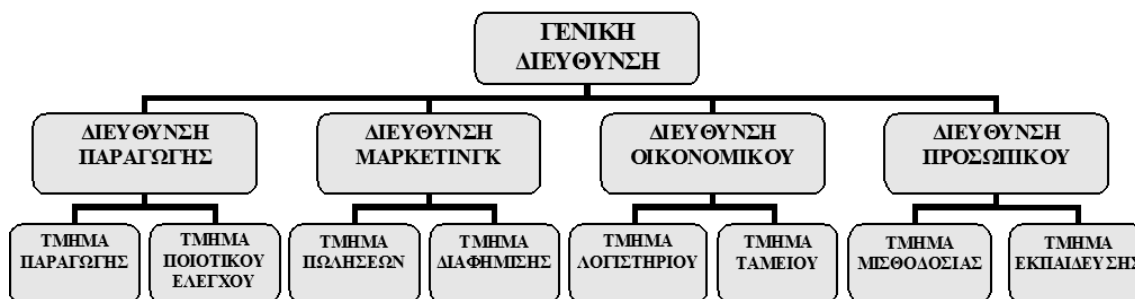 ΓΕΝΙΚΗ
ΔΙΕΥΘΥΝΣΗ
ΔΙΕΥΘΥΝΣΗ
ΠΑΡΑΓΩΓΗΣ
ΔΙΕΥΘΥΝΣΗ
ΜΑΡΚΕΤΙΝΓΚ
ΔΙΕΥΘΥΝΣΗ
ΟΙΚΟΝΟΜΙΚΟΥ
ΔΙΕΥΘΥΝΣΗ
ΠΡΟΣΩΠΙΚΟΥ
ΤΜΗΜΑ
ΠΑΡΑΓΩΓΗΣ
ΤΜΗΜΑ
ΠΟΙΟΤΙΚΟΥ
ΕΛΕΓΧΟΥ
ΤΜΗΜΑ
ΠΩΛΗΣΕΩΝ
ΤΜΗΜΑ
ΔΙΑΦΗΜΙΣΗΣ
ΤΜΗΜΑ
ΛΟΓΙΣΤΗΡΙΟΥ
ΤΜΗΜΑ
ΤΑΜΕΙΟΥ
ΤΜΗΜΑ
ΜΙΣΘΟΔΟΣΙΑΣ
ΤΜΗΜΑ
ΕΚΠΑΙΔΕΥΣΗΣ